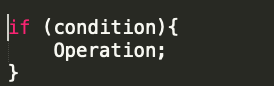 if (condition){
    Operation;
}